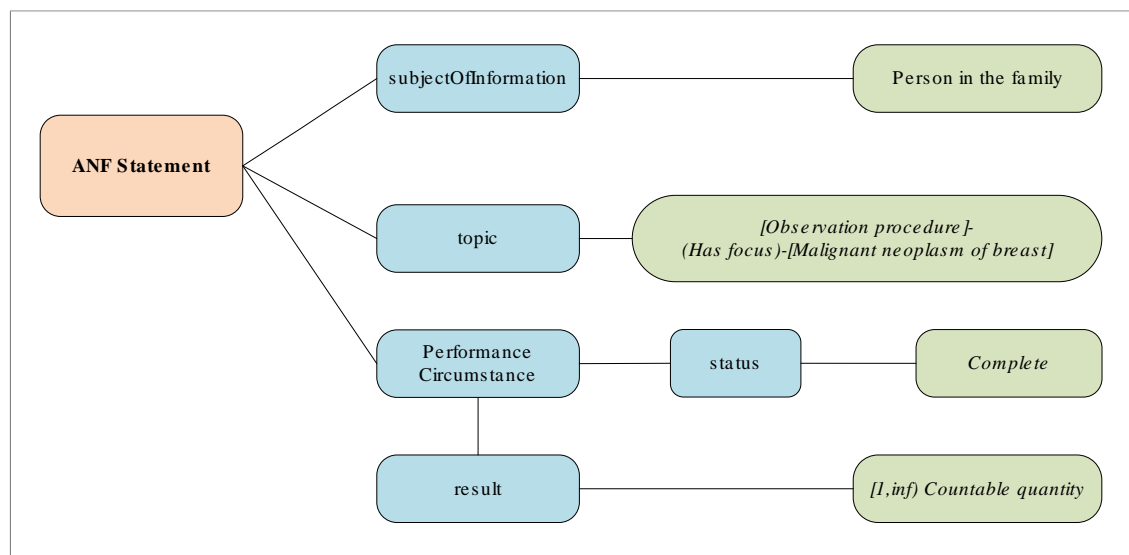 subjectOfInformation
Person in the family
ANF Statement
topic
[Observation procedure]-
(Has focus)-[Malignant neoplasm of breast]
Performance
Circumstance
status
Complete
result
[1,inf) Countable quantity